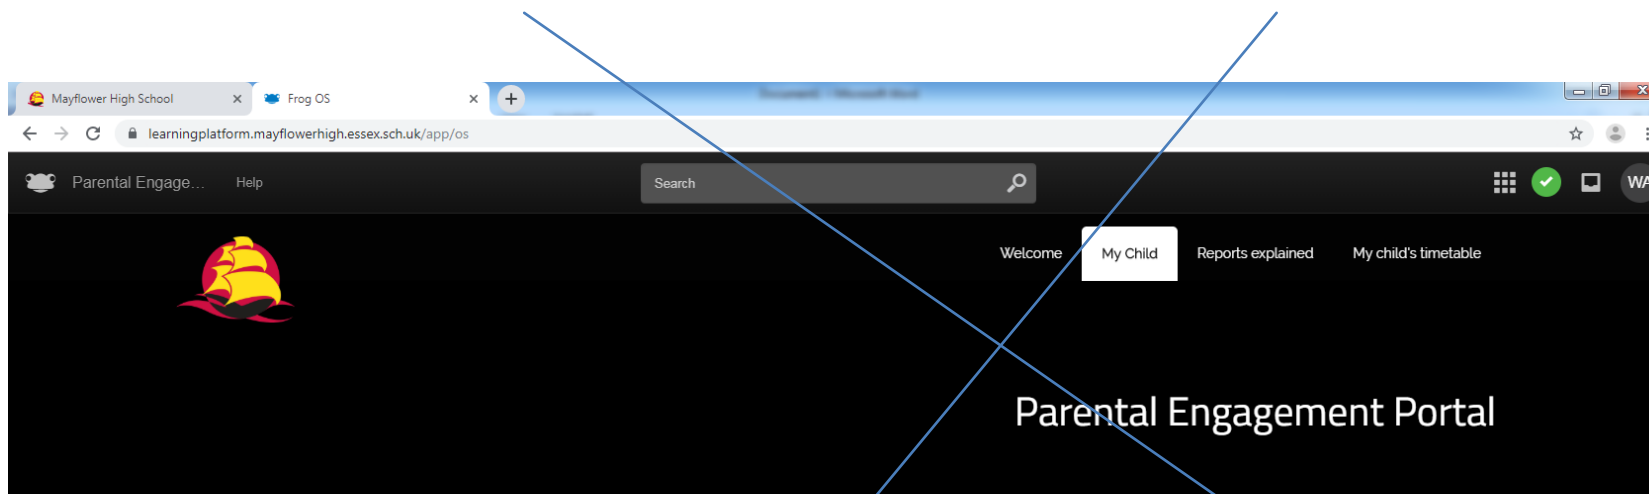 Mayflower High School
Frog OS
learningplatform.mayflowerhigh.essex.sch.uk/app/os
Parental Engage... Help Search WA
Welcome My Child Reports explained My child's timetable
Parental Engagement Portal